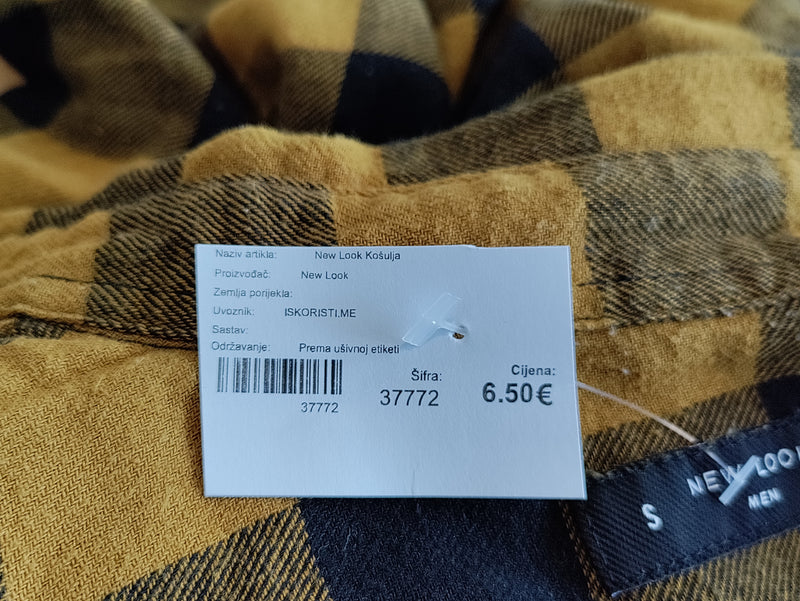 Naziv artikla: New Look Košulja
Proizvođač: New Look
Zemlja porijekla:
Uvoznik: ISKORISTI.ME
Sastav:
Održavanje: Prema ušivnoj etiketi
37772
Šifra:
37772
Cijena:
6.50€
S
NEW LOOK
MEN